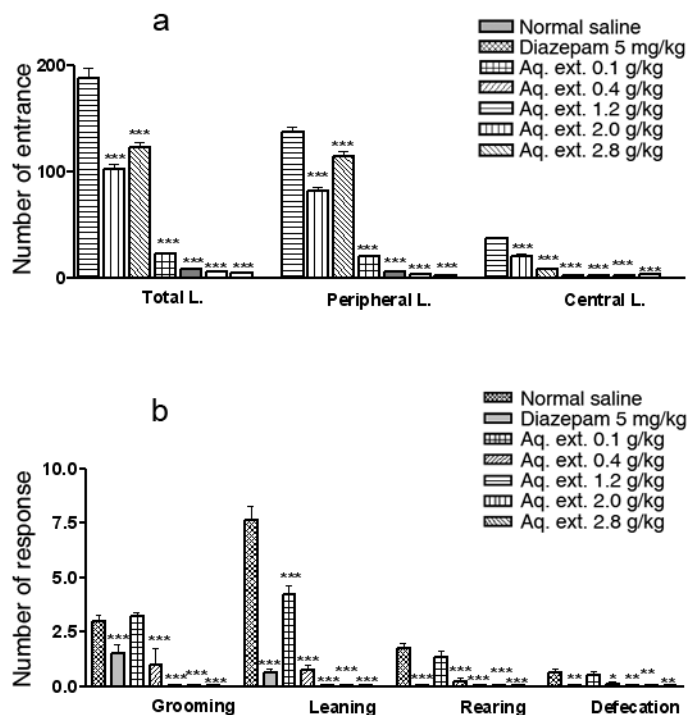 a
Normal saline
Diazepam 5 mg/kg
Aq. ext. 0.1 g/kg
Aq. ext. 0.4 g/kg
Aq. ext. 1.2 g/kg
Aq. ext. 2.0 g/kg
Aq. ext. 2.8 g/kg
Number of entrance
200
100
0
*** *** *** *** *** ***
*** *** *** *** *** ***
*** *** *** *** *** ***
Total L. Peripheral L. Central L.
b
Normal saline
Diazepam 5 mg/kg
Aq. ext. 0.1 g/kg
Aq. ext. 0.4 g/kg
Aq. ext. 1.2 g/kg
Aq. ext. 2.0 g/kg
Aq. ext. 2.8 g/kg
Number of response
10.0
7.5
5.0
2.5
0.0
*** *** *** *** ***
*** *** *** *** *** ***
*** *** *** *** ***
** * ** ** **
Grooming Leaning Rearing Defecation